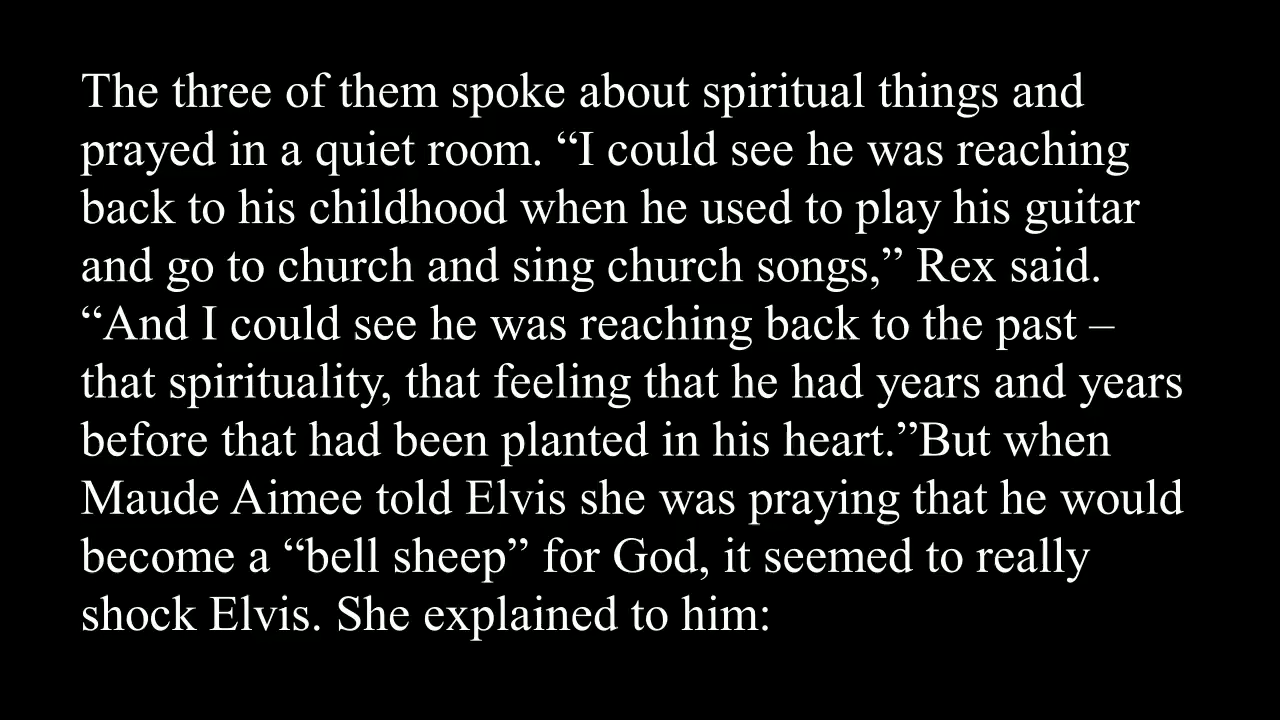 The three of them spoke about spiritual things and
prayed in a quiet room. “I could see he was reaching
back to his childhood when he used to play his guitar
and go to church and sing church songs,” Rex said.
“And I could see he was reaching back to the past –
that spirituality, that feeling that he had years and years
before that had been planted in his heart.”But when
Maude Aimee told Elvis she was praying that he would
become a “bell sheep” for God, it seemed to really
shock Elvis. She explained to him: